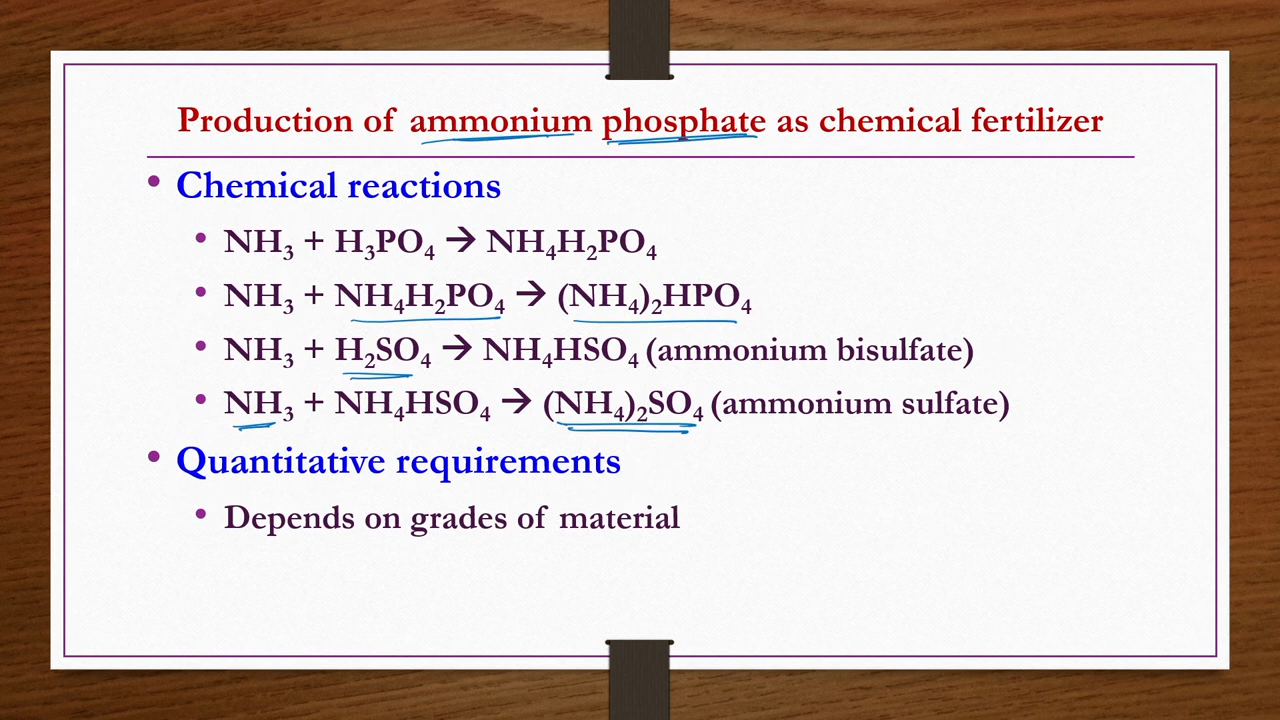 Production of ammonium phosphate as chemical fertilizer
• Chemical reactions
• NH₃ + H₃PO₄ → NH₄H₂PO₄
• NH₃ + NH₄H₂PO₄ → (NH₄)₂HPO₄
• NH₃ + H₂SO₄ → NH₄HSO₄ (ammonium bisulfate)
• NH₃ + NH₄HSO₄ → (NH₄)₂SO₄ (ammonium sulfate)
• Quantitative requirements
• Depends on grades of material